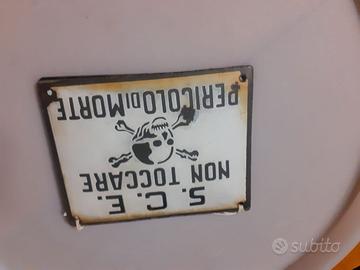 S. C. E.
NON TOCCARE
PERICOLO DI MORTE
subito